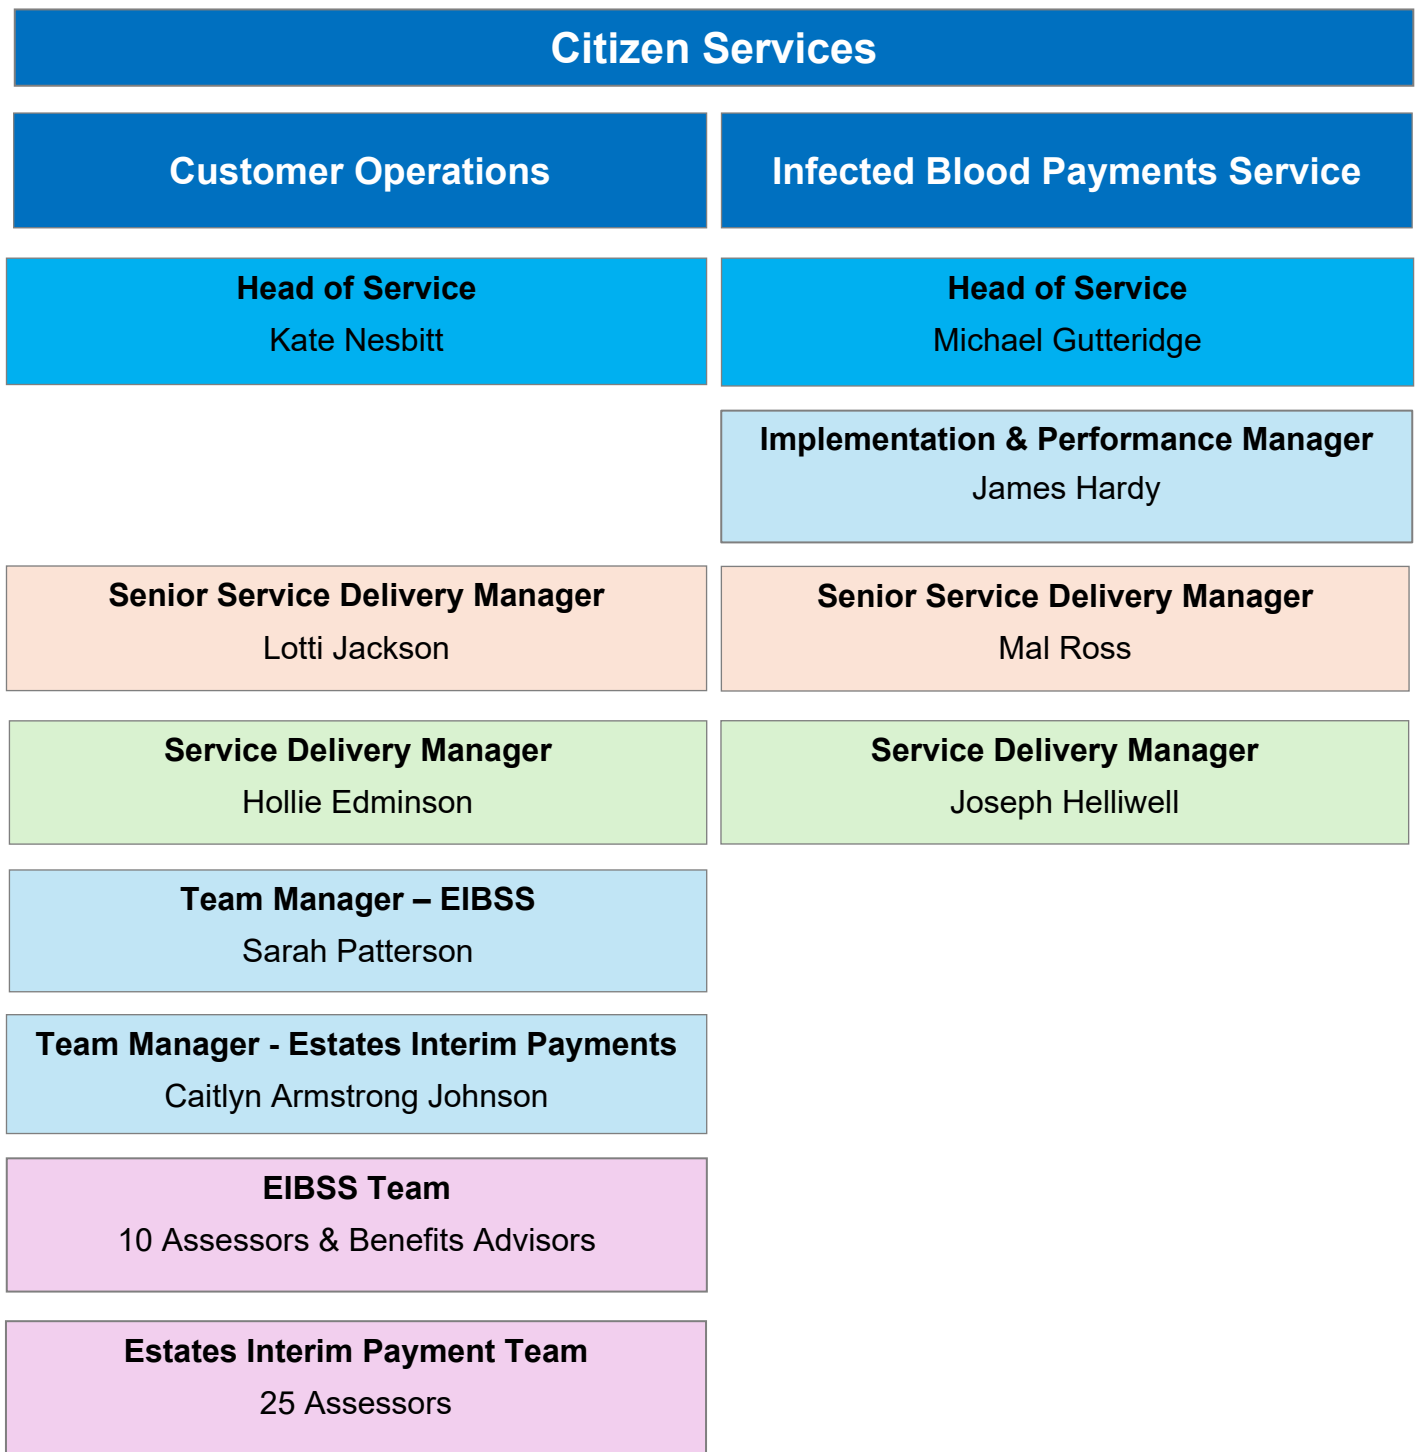 Citizen Services
Customer Operations
Infected Blood Payments Service
Head of Service
Kate Nesbitt
Head of Service
Michael Gutteridge
Implementation & Performance Manager
James Hardy
Senior Service Delivery Manager
Lotti Jackson
Senior Service Delivery Manager
Mal Ross
Service Delivery Manager
Hollie Edminson
Service Delivery Manager
Joseph Helliwell
Team Manager – EIBSS
Sarah Patterson
Team Manager - Estates Interim Payments
Caitlyn Armstrong Johnson
EIBSS Team
10 Assessors & Benefits Advisors
Estates Interim Payment Team
25 Assessors